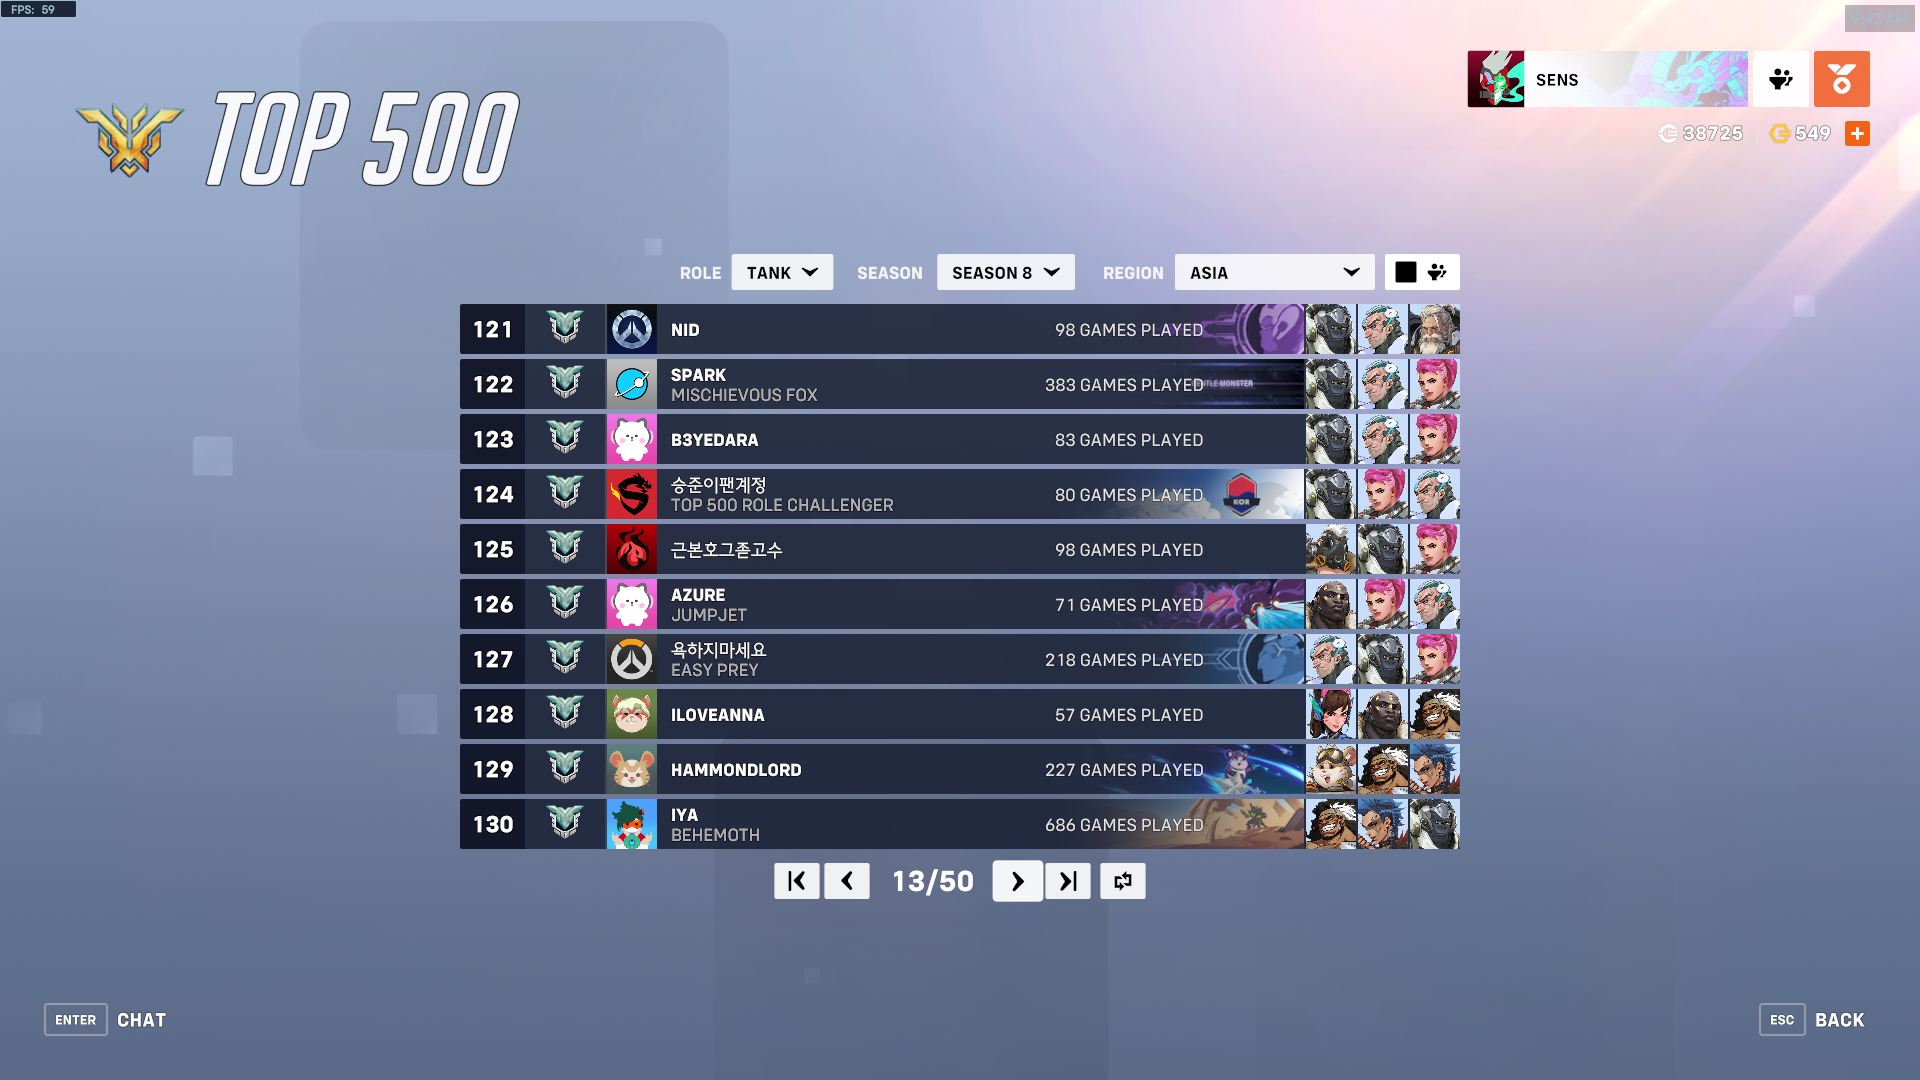 FPS: 59
9:42 AM
SENS
TOP 500
38725
549
ROLE TANK SEASON SEASON 8 REGION ASIA
121 NID 98 GAMES PLAYED
122 SPARK 383 GAMES PLAYED
MISCHIEVOUS FOX
123 B3YEDARA 83 GAMES PLAYED
124 승준이팬계정 80 GAMES PLAYED KOR
TOP 500 ROLE CHALLENGER
125 근본호그좉고수 98 GAMES PLAYED
126 AZURE 71 GAMES PLAYED
JUMPJET
127 욕하지마세요 218 GAMES PLAYED
EASY PREY
128 ILOVEANNA 57 GAMES PLAYED
129 HAMMONDLORD 227 GAMES PLAYED
130 IYA 686 GAMES PLAYED
BEHEMOTH
13/50
ENTER CHAT
ESC BACK